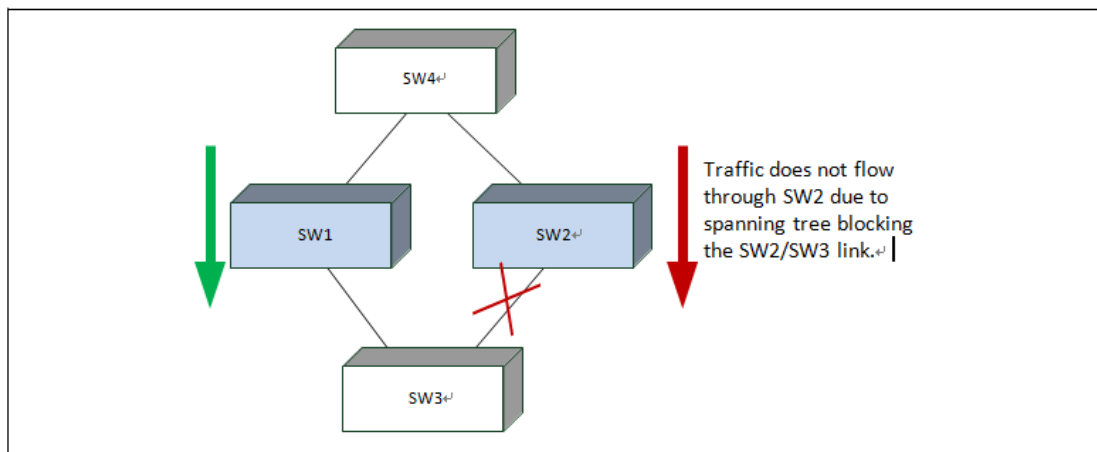 SW4↵
SW1
SW2↵
Traffic does not flow
through SW2 due to
spanning tree blocking
the SW2/SW3 link.↵
SW3↵